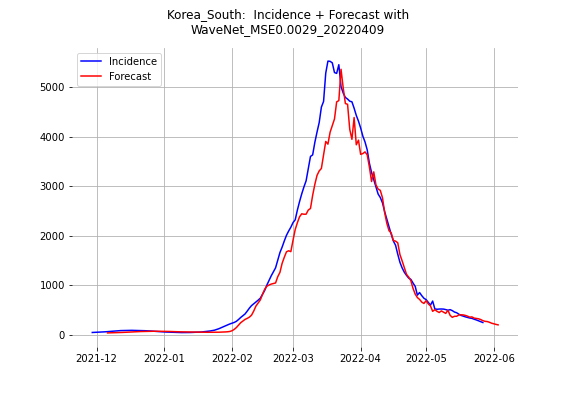 Korea_South:  Incidence + Forecast with
WaveNet_MSE0.0029_20220409
Incidence
Forecast
5000
4000
3000
2000
1000
0
2021-12 2022-01 2022-02 2022-03 2022-04 2022-05 2022-06